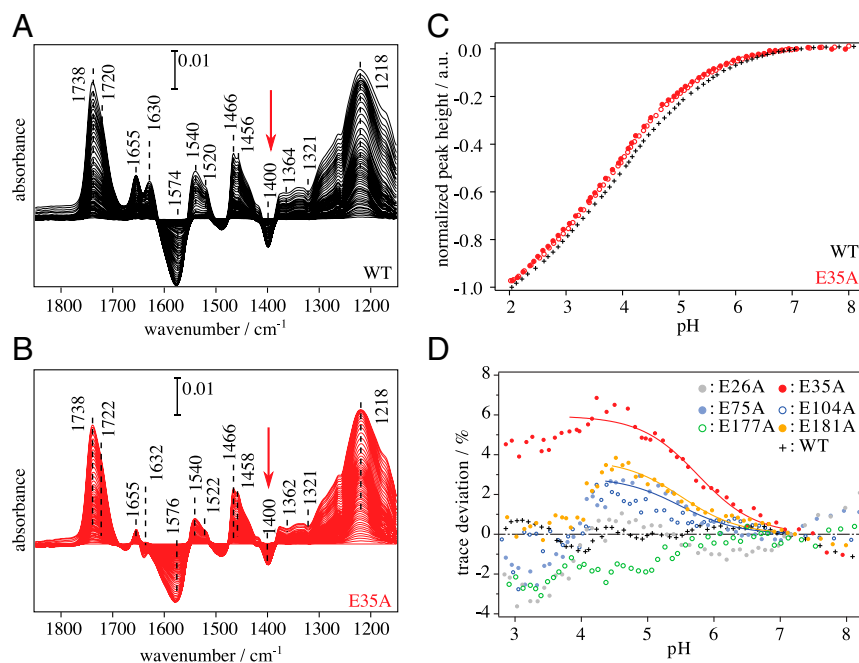 A
0.01
1738
1720
1655
1630
1574
1540
1520
1466
1456
1400
1364
1321
1218
absorbance
WT
1800 1700 1600 1500 1400 1300 1200
wavenumber / cm⁻¹
B
0.01
1738
1722
1655
1632
1576
1540
1522
1466
1458
1400
1362
1321
1218
absorbance
E35A
1800 1700 1600 1500 1400 1300 1200
wavenumber / cm⁻¹
C
0.0
-0.2
-0.4
-0.6
-0.8
-1.0
normalized peak height / a.u.
WT
E35A
2 3 4 5 6 7 8
pH
D
8
6
4
2
0
-2
-4
trace deviation / %
: E26A : E35A
: E75A : E104A
: E177A : E181A
+ : WT
3 4 5 6 7 8
pH